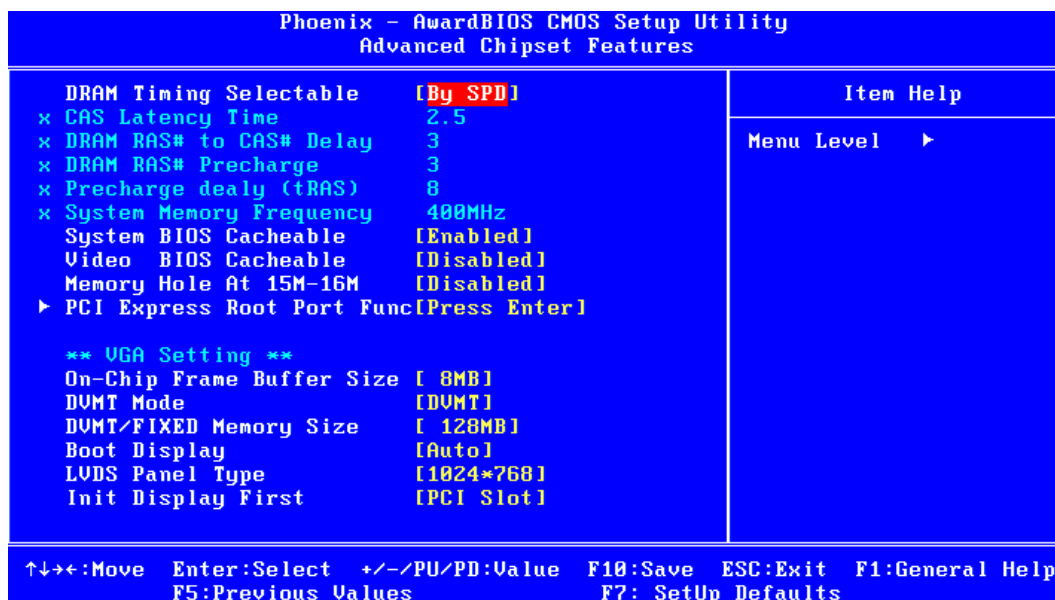 Phoenix - AwardBIOS CMOS Setup Utility
Advanced Chipset Features
DRAM Timing Selectable [By SPD]
x CAS Latency Time 2.5
x DRAM RAS# to CAS# Delay 3
x DRAM RAS# Precharge 3
x Precharge dealy (tRAS) 8
x System Memory Frequency 400MHz
System BIOS Cacheable [Enabled]
Video BIOS Cacheable [Disabled]
Memory Hole At 15M-16M [Disabled]
▶ PCI Express Root Port Func[Press Enter]
** VGA Setting **
On-Chip Frame Buffer Size [ 8MB]
DVMT Mode [DVMT]
DVMT/FIXED Memory Size [ 128MB]
Boot Display [Auto]
LVDS Panel Type [1024*768]
Init Display First [PCI Slot]
Item Help
Menu Level ▶
↑↓→←:Move Enter:Select +/-/PU/PD:Value F10:Save ESC:Exit F1:General Help
F5:Previous Values F7: SetUp Defaults